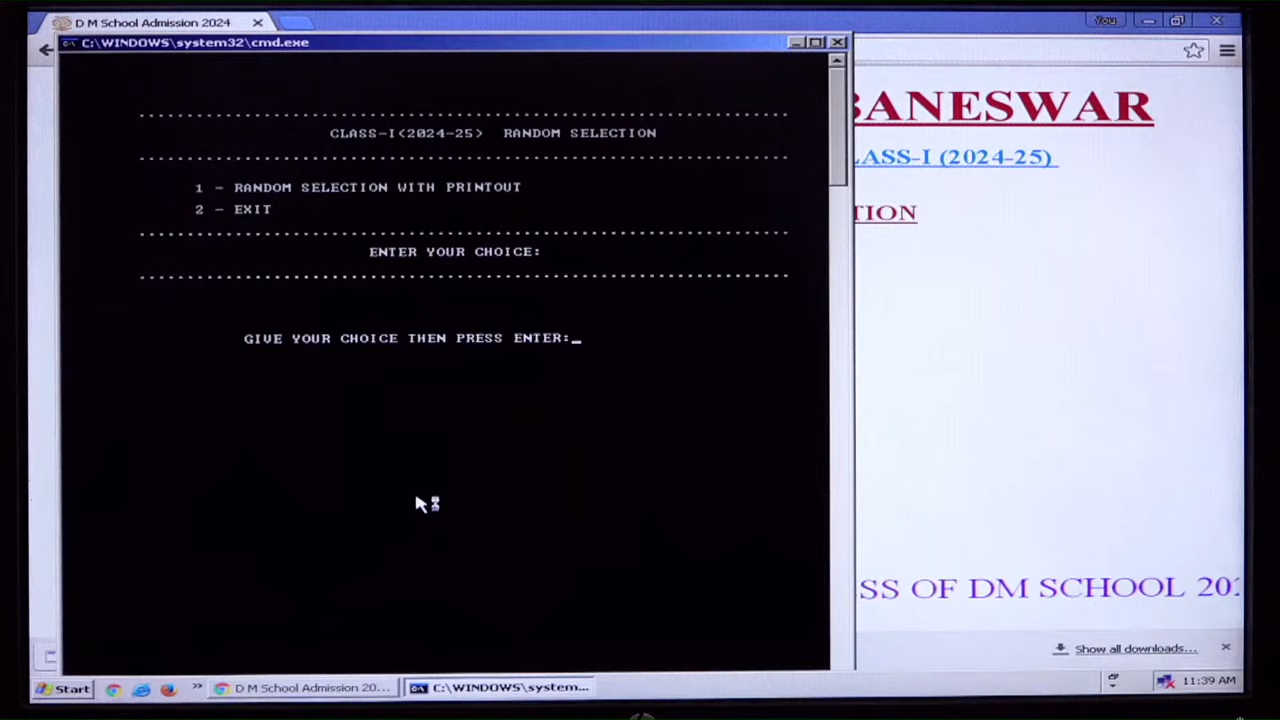 D M School Admission 2024
You
C:\WINDOWS\system32\cmd.exe
BANESWAR
CLASS-I<2024-25> RANDOM SELECTION
LASS-I (2024-25)
1 - RANDOM SELECTION WITH PRINTOUT
TION
2 - EXIT
ENTER YOUR CHOICE:
GIVE YOUR CHOICE THEN PRESS ENTER:_
SS OF DM SCHOOL 202
Show all downloads...
Start
D M School Admission 20...
C:\WINDOWS\system...
11:39 AM